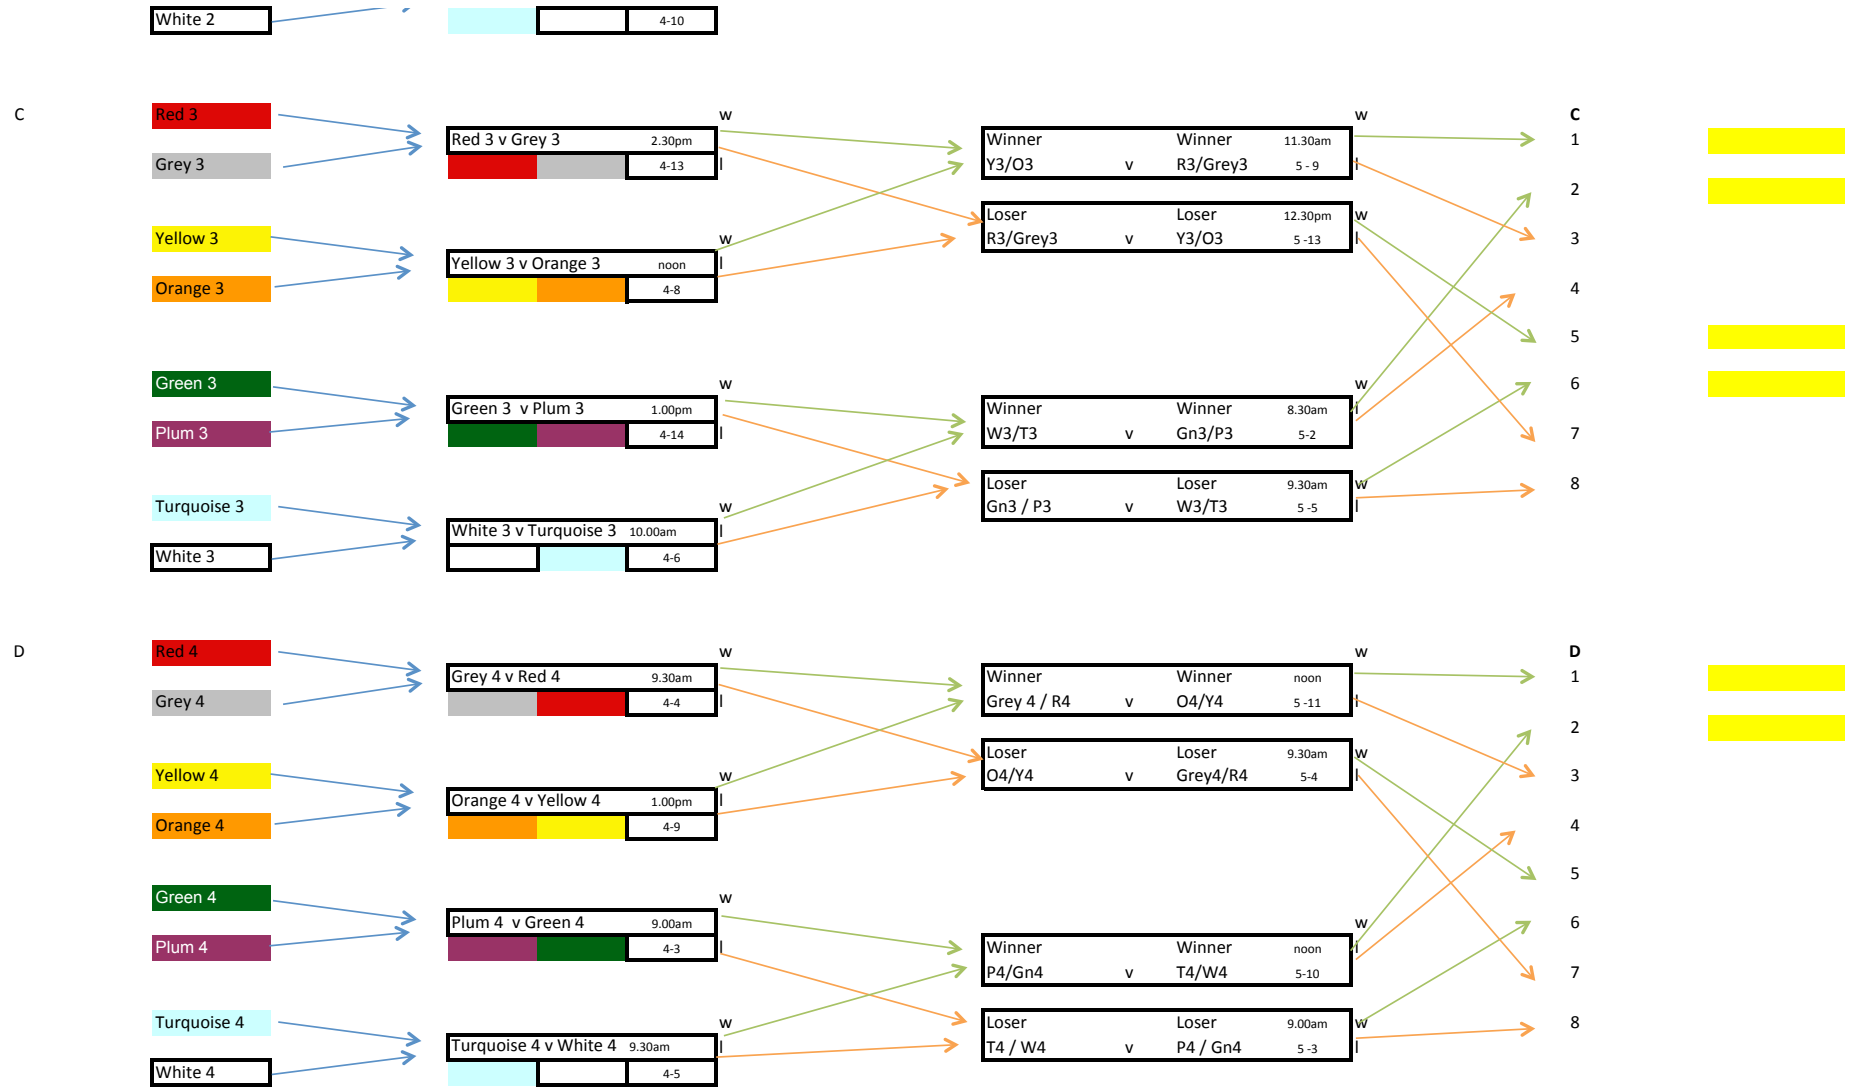 White 2
4-10
C
Red 3
w
w
C
Red 3 v Grey 3 2.30pm
Winner Winner 11.30am
1
Grey 3
4-13 l
Y3/O3 v R3/Grey3 5 - 9 l
2
Loser Loser 12.30pm w
Yellow 3
w
R3/Grey3 v Y3/O3 5 -13 l
3
Yellow 3 v Orange 3 noon l
Orange 3
4-8
4
5
Green 3
w
w
6
Green 3 v Plum 3 1.00pm
Winner Winner 8.30am l
Plum 3
4-14 l
W3/T3 v Gn3/P3 5-2
7
Loser Loser 9.30am w
8
Turquoise 3
w
Gn3 / P3 v W3/T3 5 -5 l
White 3 v Turquoise 3 10.00am l
White 3
4-6
D
Red 4
w
w
D
Grey 4 v Red 4 9.30am
Winner Winner noon
1
Grey 4
4-4 l
Grey 4 / R4 v O4/Y4 5 -11 l
2
Loser Loser 9.30am w
Yellow 4
w
O4/Y4 v Grey4/R4 5-4 l
3
Orange 4 v Yellow 4 1.00pm l
Orange 4
4-9
4
5
Green 4
w
w
6
Plum 4 v Green 4 9.00am
Winner Winner noon l
Plum 4
4-3 l
P4/Gn4 v T4/W4 5-10
7
Loser Loser 9.00am w
8
Turquoise 4
w
T4 / W4 v P4 / Gn4 5 -3 l
Turquoise 4 v White 4 9.30am l
White 4
4-5